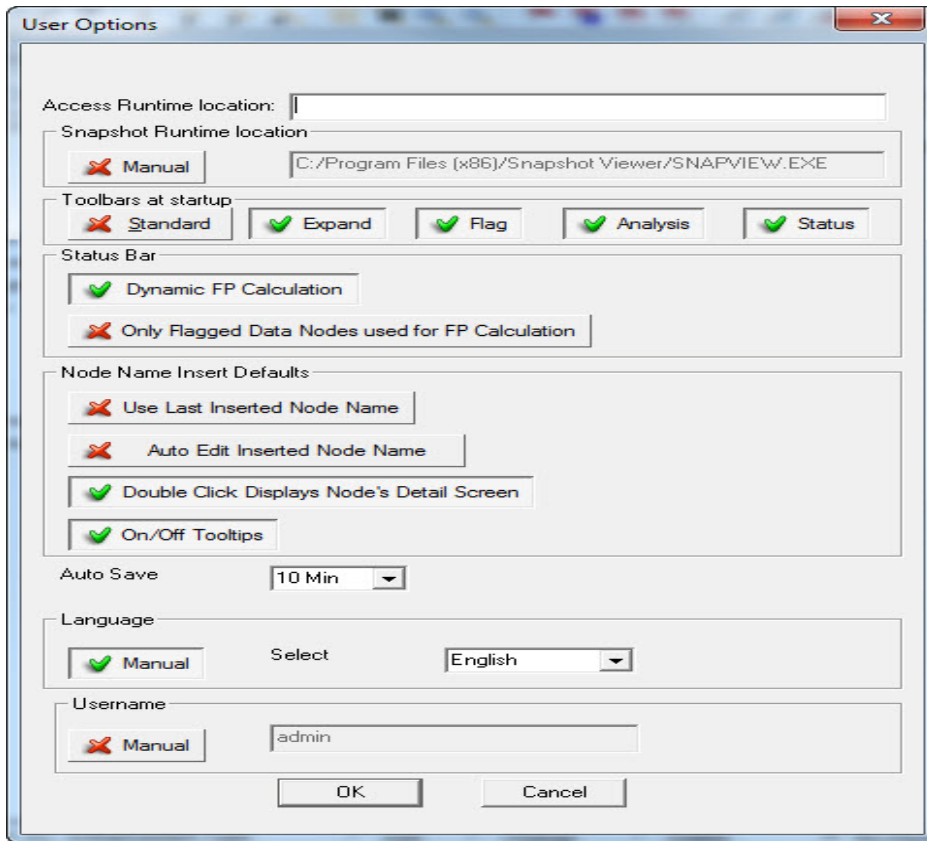 User Options
Access Runtime location:
Snapshot Runtime location
Manual C:/Program Files (x86)/Snapshot Viewer/SNAPVIEW.EXE
Toolbars at startup
Standard Expand Flag Analysis Status
Status Bar
Dynamic FP Calculation
Only Flagged Data Nodes used for FP Calculation
Node Name Insert Defaults
Use Last Inserted Node Name
Auto Edit Inserted Node Name
Double Click Displays Node's Detail Screen
On/Off Tooltips
Auto Save 10 Min
Language
Manual Select English
Username
Manual admin
OK Cancel